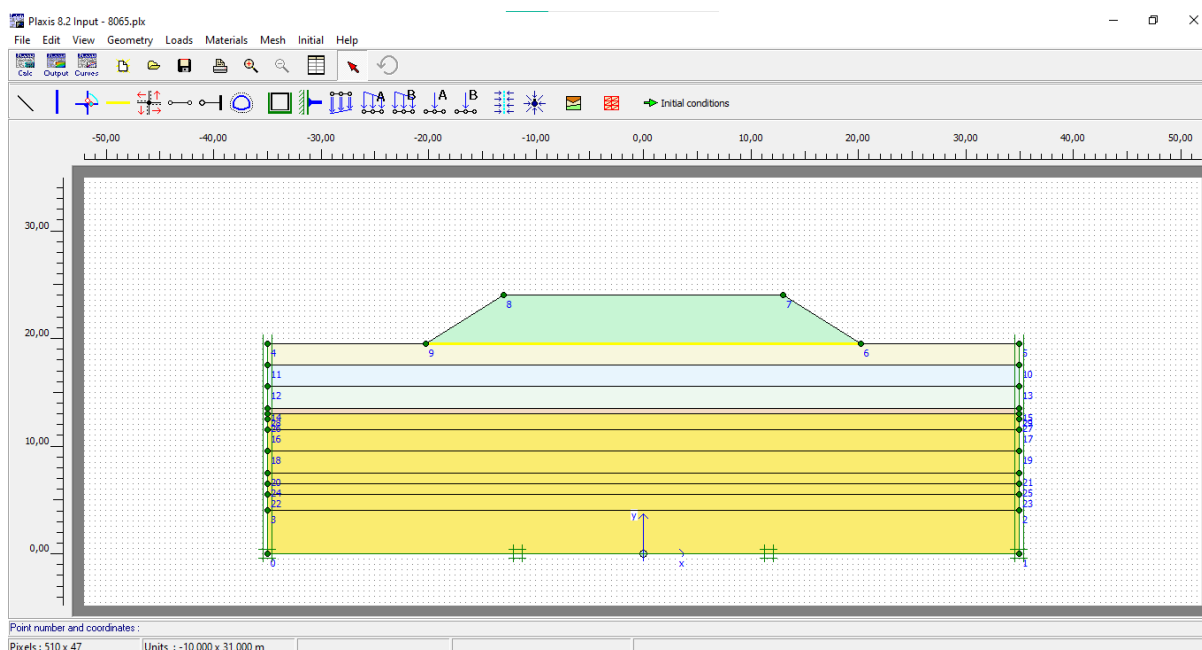 Plaxis 8.2 Input - 8065.plx
File Edit View Geometry Loads Materials Mesh Initial Help
Calc Output Curves
A B A B Initial conditions
-50,00 -40,00 -30,00 -20,00 -10,00 0,00 10,00 20,00 30,00 40,00 50,00
30,00
8 7
20,00
4 9 6 5
11 10
12 13
14 15
27
10,00
16 17
18 19
20 21
24 25
22 23
3 y 2
0,00
0 x 1
Point number and coordinates :
Pixels : 510 x 47 Units : -10,000 x 31,000 m